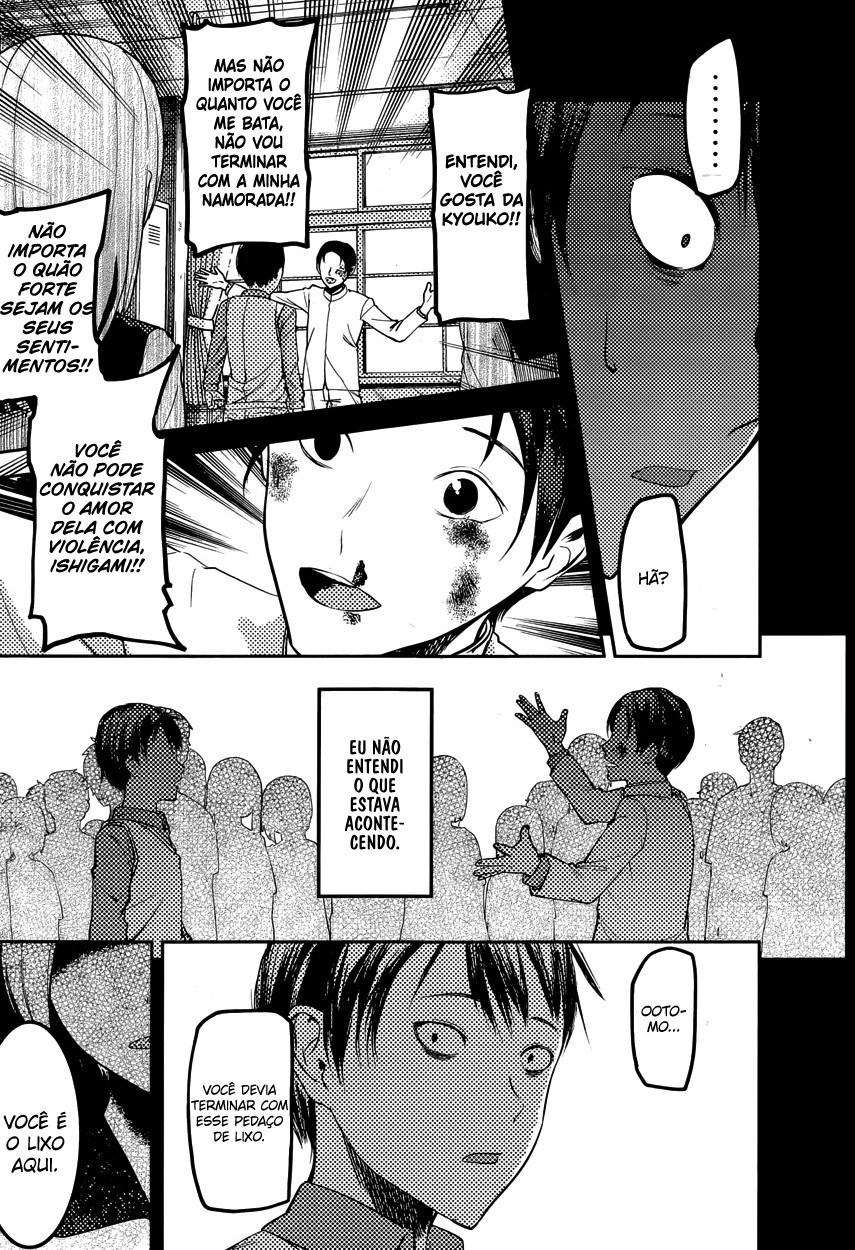 ........
ENTENDI,
VOCÊ
GOSTA DA
KYOUKO!!
MAS NÃO
IMPORTA O
QUANTO VOCÊ
ME BATA,
NÃO VOU
TERMINAR
COM A MINHA
NAMORADA!!
NÃO
IMPORTA
O QUÃO
FORTE
SEJAM OS
SEUS
SENTI-
MENTOS!!
VOCÊ
NÃO PODE
CONQUISTAR
O AMOR
DELA COM
VIOLÊNCIA,
ISHIGAMI!!
HÃ?
EU NÃO
ENTENDI
O QUE
ESTAVA
ACONTE-
CENDO.
OOTO-
MO...
VOCÊ DEVIA
TERMINAR COM
ESSE PEDAÇO
DE LIXO.
VOCÊ É
O LIXO
AQUI.